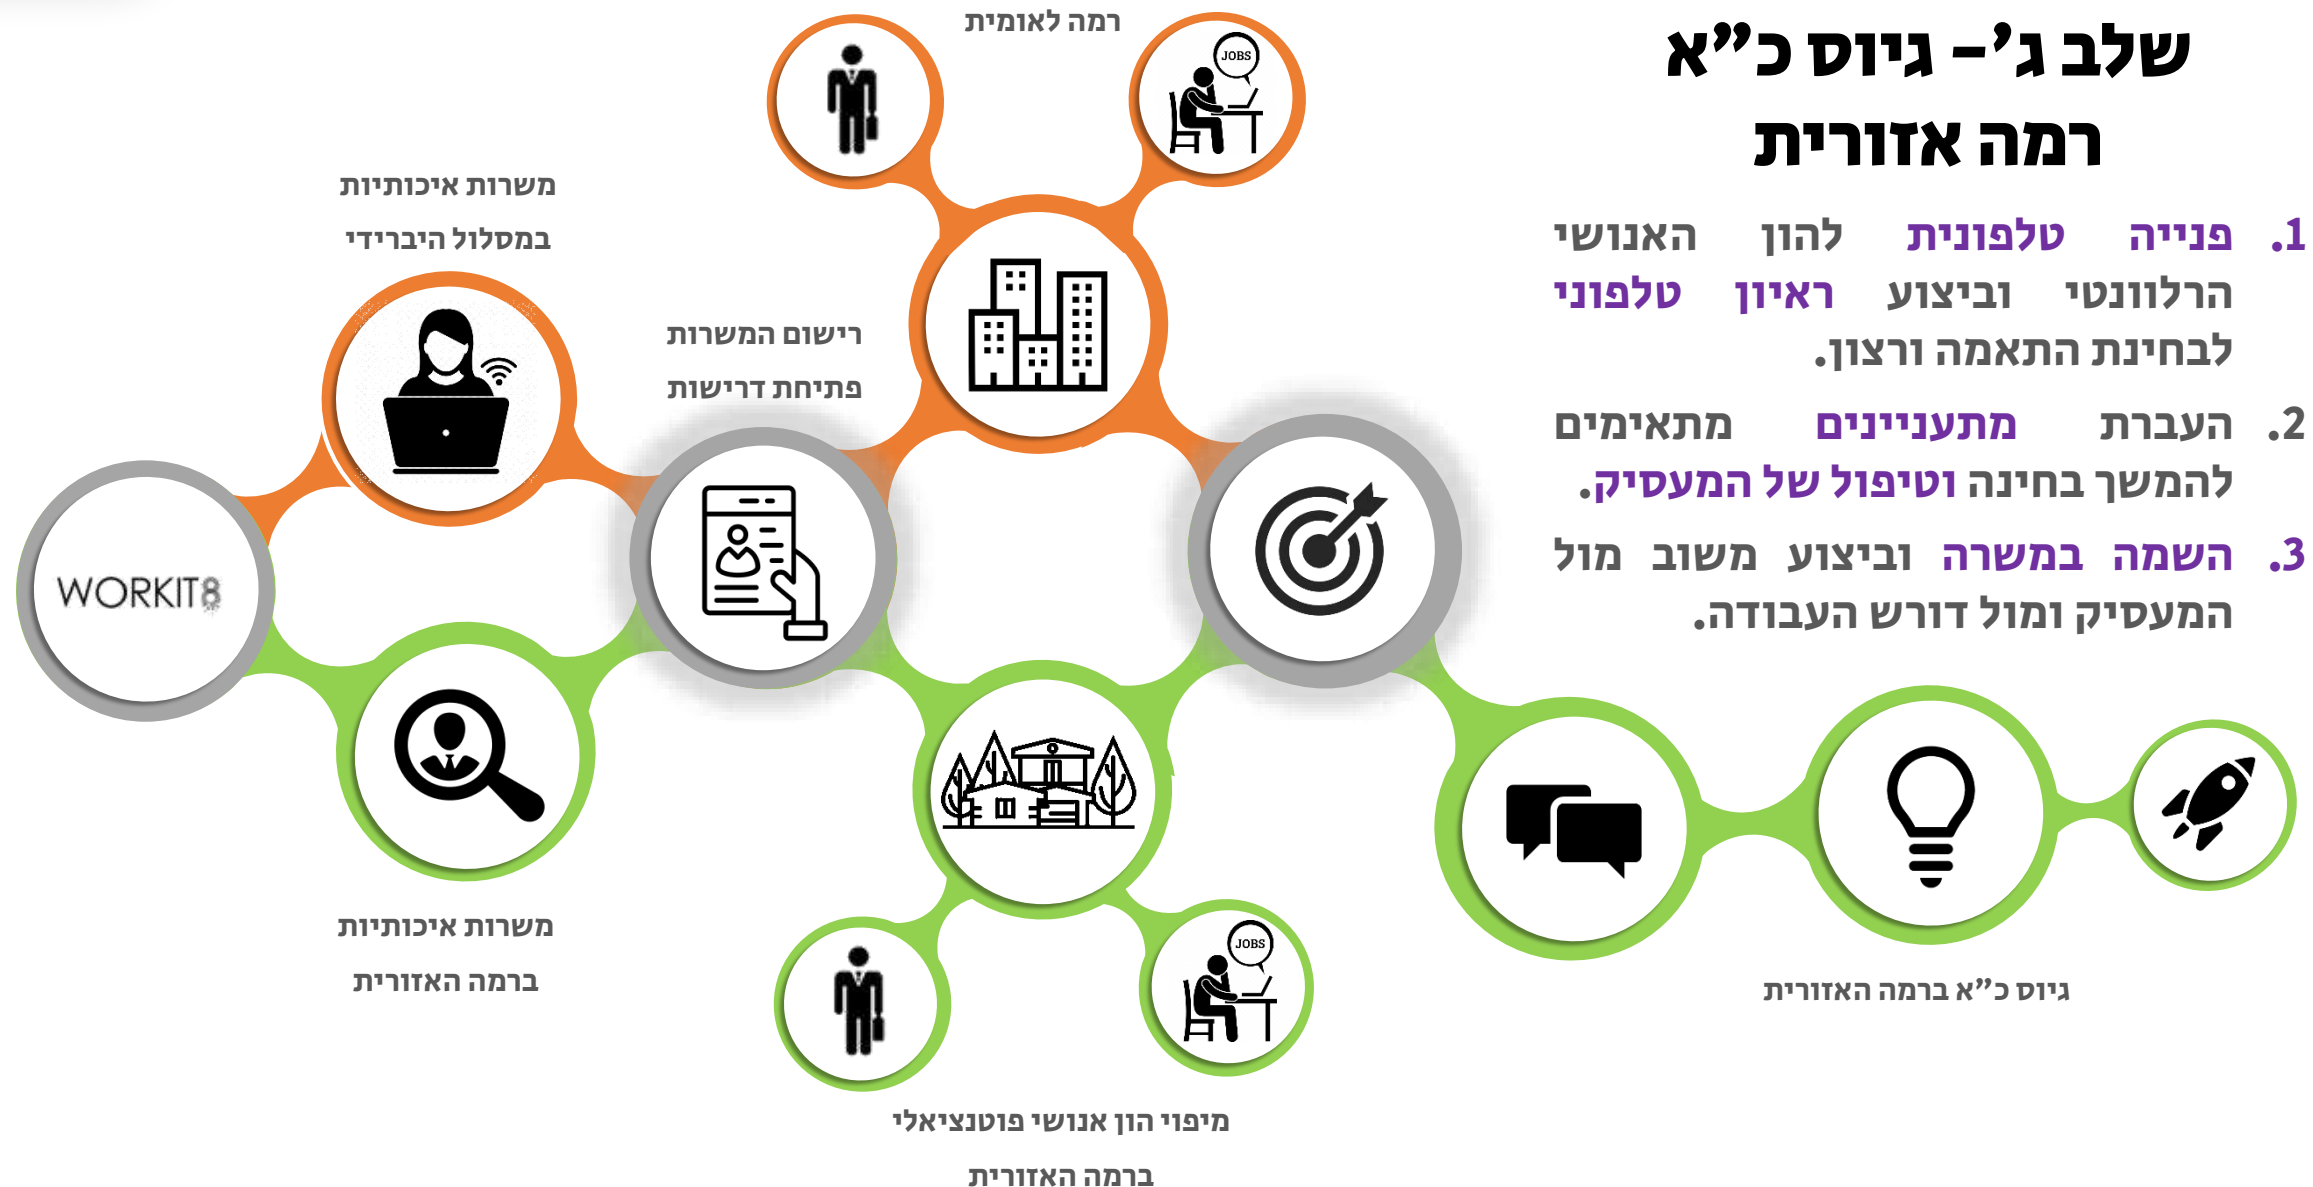 שלב ג'- גיוס כ"א
רמה אזורית
1. פנייה טלפונית להון האנושי
הרלוונטי וביצוע ראיון טלפוני
לבחינת התאמה ורצון.
2. העברת מתעניינים מתאימים
להמשך בחינה וטיפול של המעסיק.
3. השמה במשרה וביצוע משוב מול
המעסיק ומול דורש העבודה.
רמה לאומית
JOBS
משרות איכותיות
במסלול היברידי
רישום המשרות
פתיחת דרישות
WORKIT8
משרות איכותיות
ברמה האזורית
JOBS
גיוס כ"א ברמה האזורית
מיפוי הון אנושי פוטנציאלי
ברמה האזורית